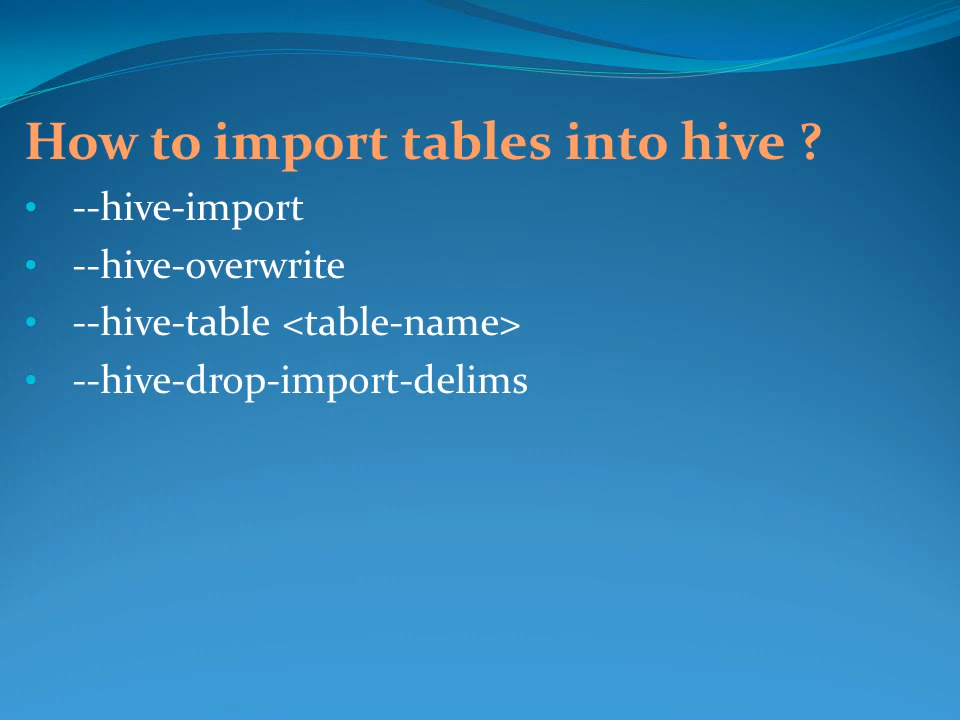 How to import tables into hive ?
• --hive-import
• --hive-overwrite
• --hive-table <table-name>
• --hive-drop-import-delims